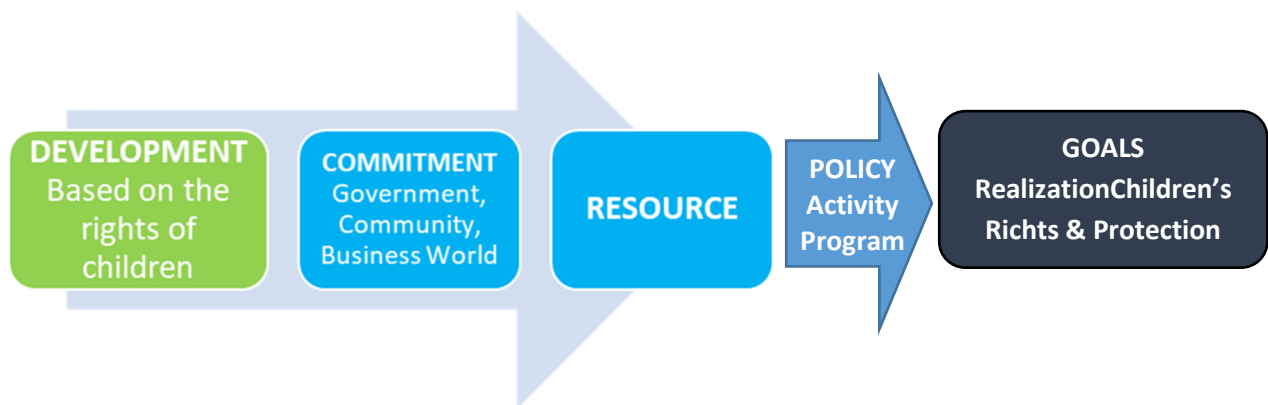 DEVELOPMENT
Based on the
rights of
children
COMMITMENT
Government,
Community,
Business World
RESOURCE
POLICY
Activity
Program
GOALS
RealizationChildren’s
Richts & Protection